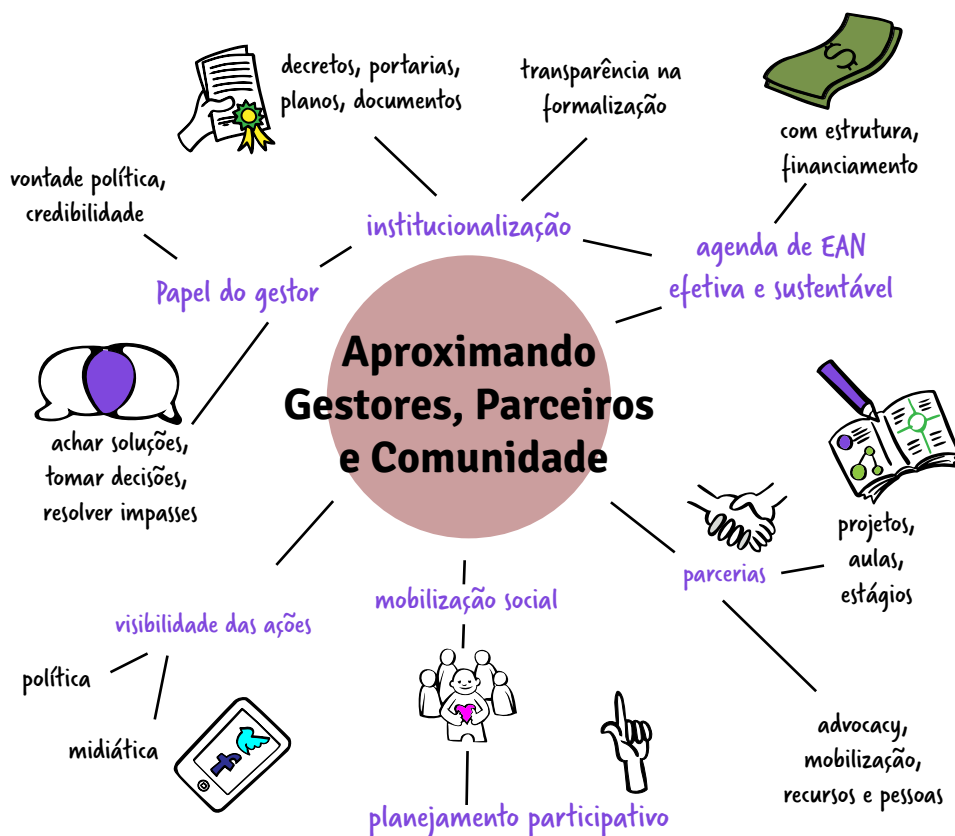 decretos, portarias,
planos, documentos
transparência na
formalização
com estrutura,
financiamento
vontade política,
credibilidade
institucionalização
agenda de EAN
efetiva e sustentável
Papel do gestor
Aproximando
Gestores, Parceiros
e Comunidade
achar soluções,
tomar decisões,
resolver impasses
projetos,
aulas,
estágios
parcerias
mobilização social
visibilidade das ações
política
midiática
advocacy,
mobilização,
recursos e pessoas
planejamento participativo